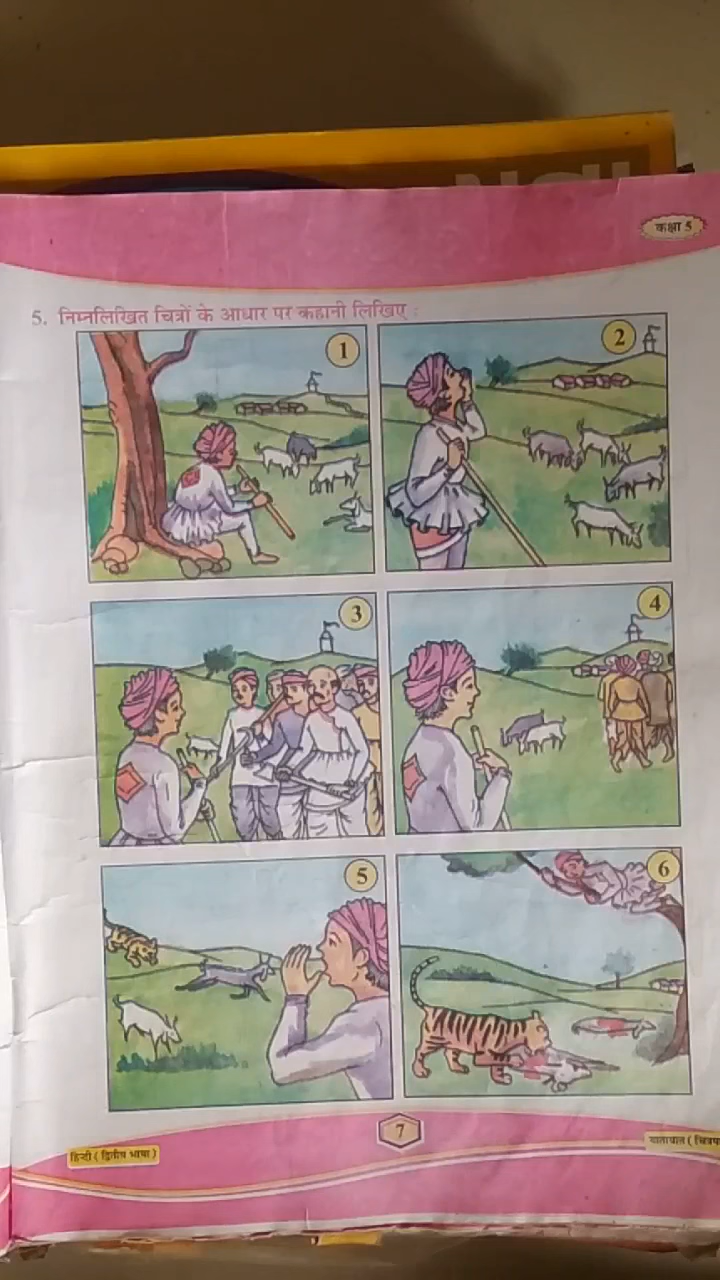 कक्षा 5
5. निम्नलिखित चित्रों के आधार पर कहानी लिखिए :
1
2
3
4
5
6
7
हिन्दी ( द्वितीय भाषा )